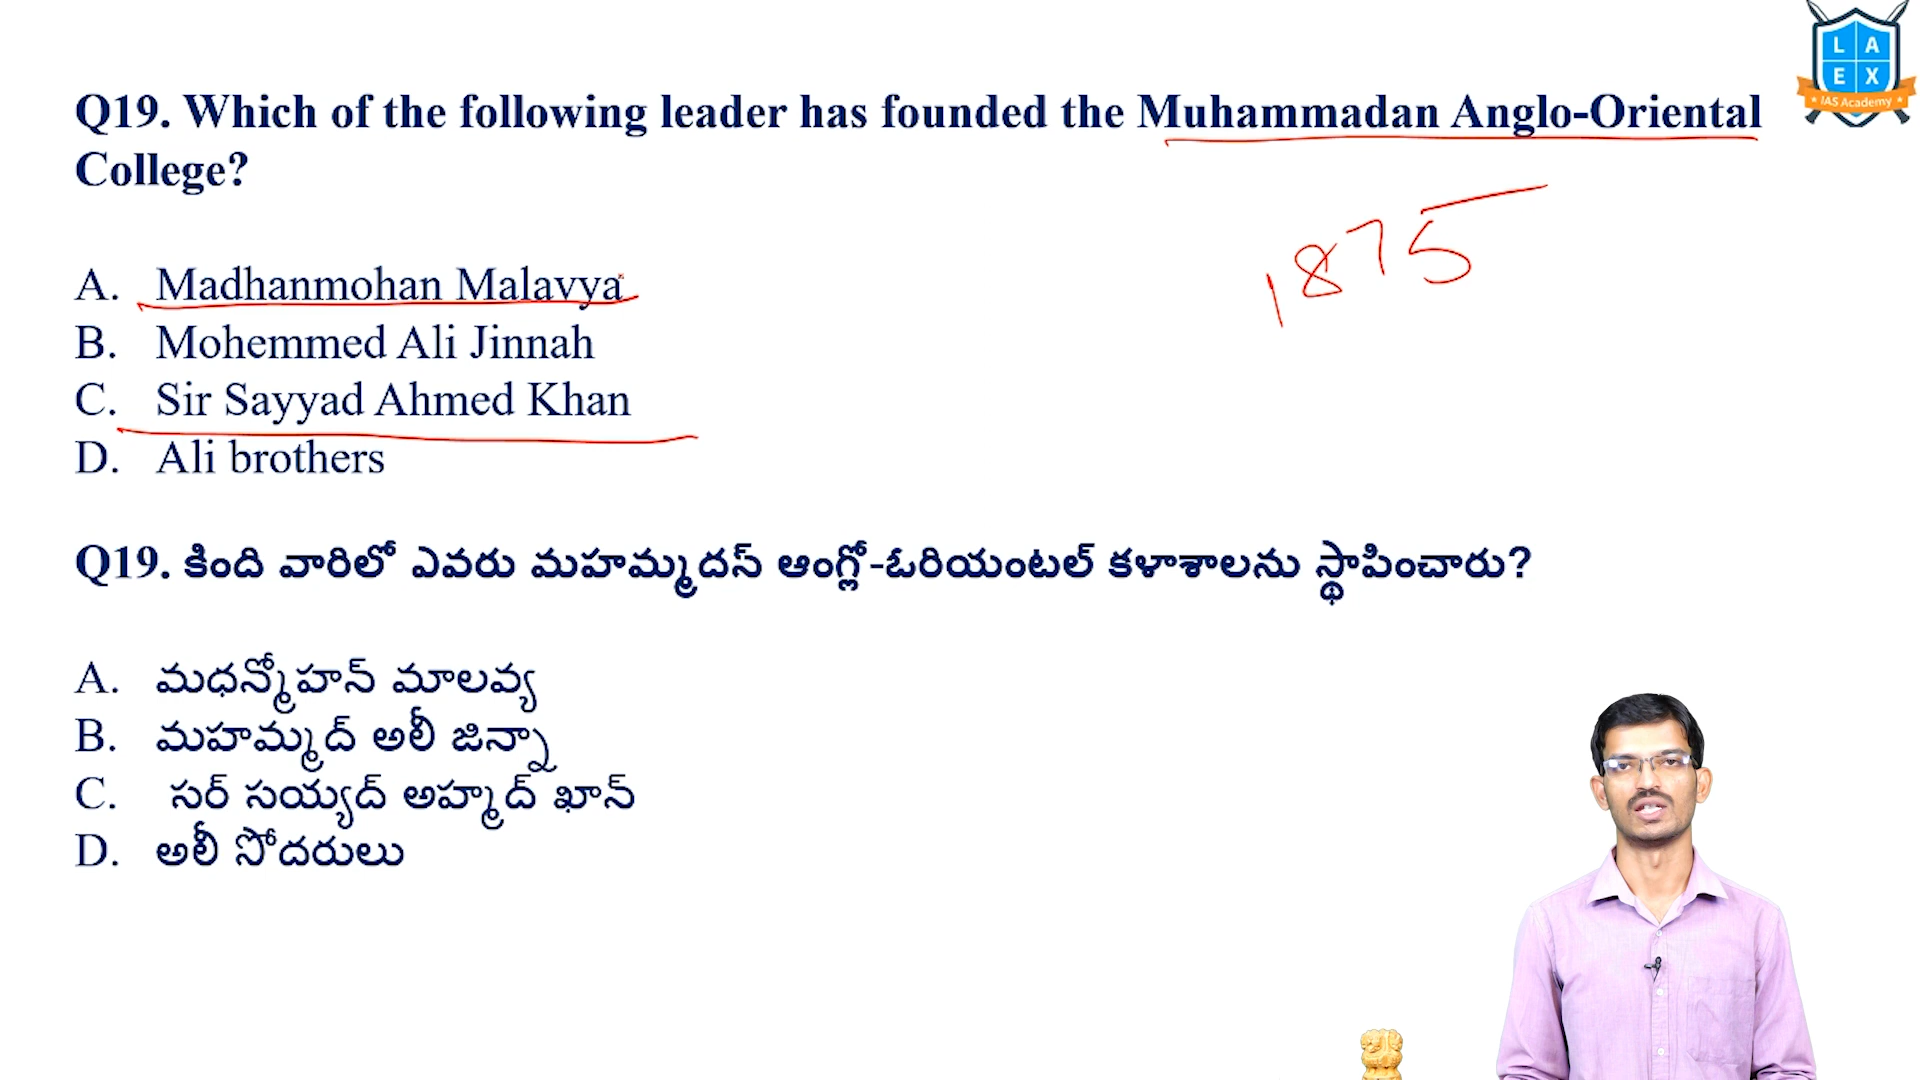 L A
E X
IAS Academy
Q19. Which of the following leader has founded the Muhammadan Anglo-Oriental
College?
1875
A. Madhanmohan Malavya
B. Mohemmed Ali Jinnah
C. Sir Sayyad Ahmed Khan
D. Ali brothers
Q19. కింది వారిలో ఎవరు మహమ్మదన్ ఆంగ్లో-ఓరియంటల్ కళాశాలను స్థాపించారు?
A. మధన్మోహన్ మాలవ్య
B. మహమ్మద్ అలీ జిన్నా
C. సర్ సయ్యద్ అహ్మద్ ఖాన్
D. అలీ సోదరులు